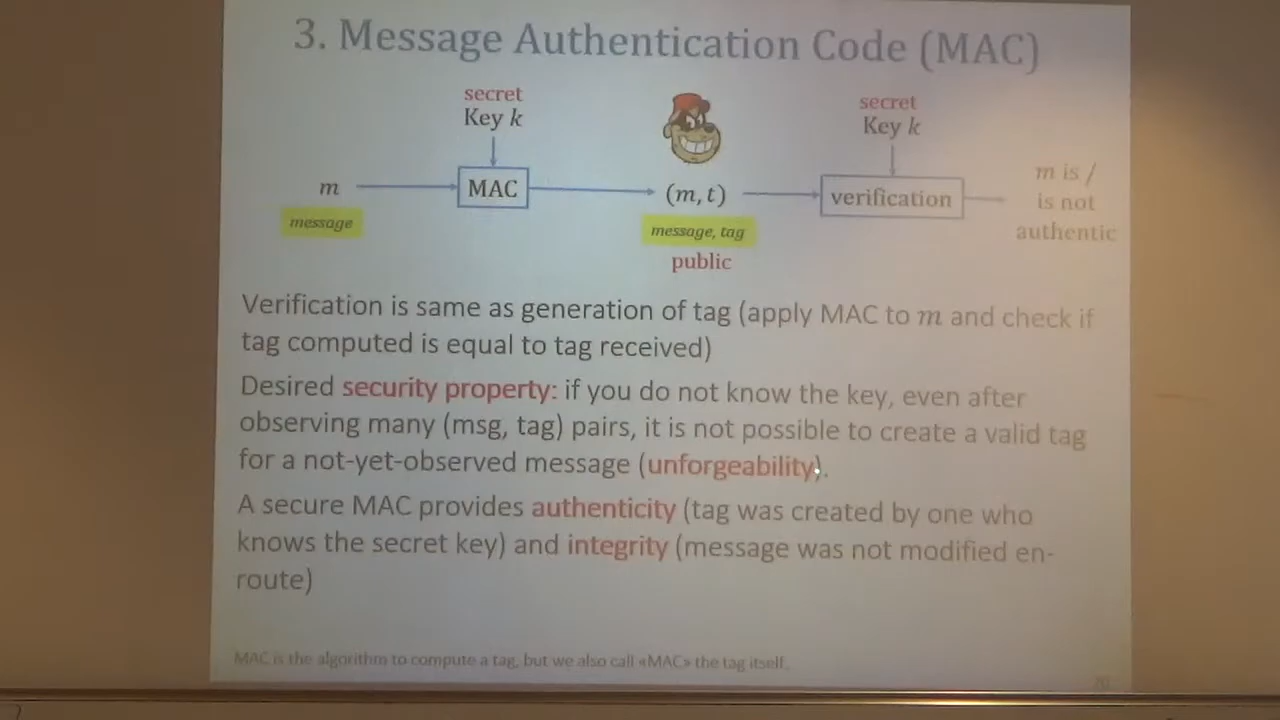 3. Message Authentication Code (MAC)
secret
Key k
secret
Key k
m
MAC
(m, t)
verification
m is /
is not
authentic
message
message, tag
public
Verification is same as generation of tag (apply MAC to m and check if
tag computed is equal to tag received)
Desired security property: if you do not know the key, even after
observing many (msg, tag) pairs, it is not possible to create a valid tag
for a not-yet-observed message (unforgeability).
A secure MAC provides authenticity (tag was created by one who
knows the secret key) and integrity (message was not modified en-
route)
MAC is the algorithm to compute a tag, but we also call «MAC» the tag itself.